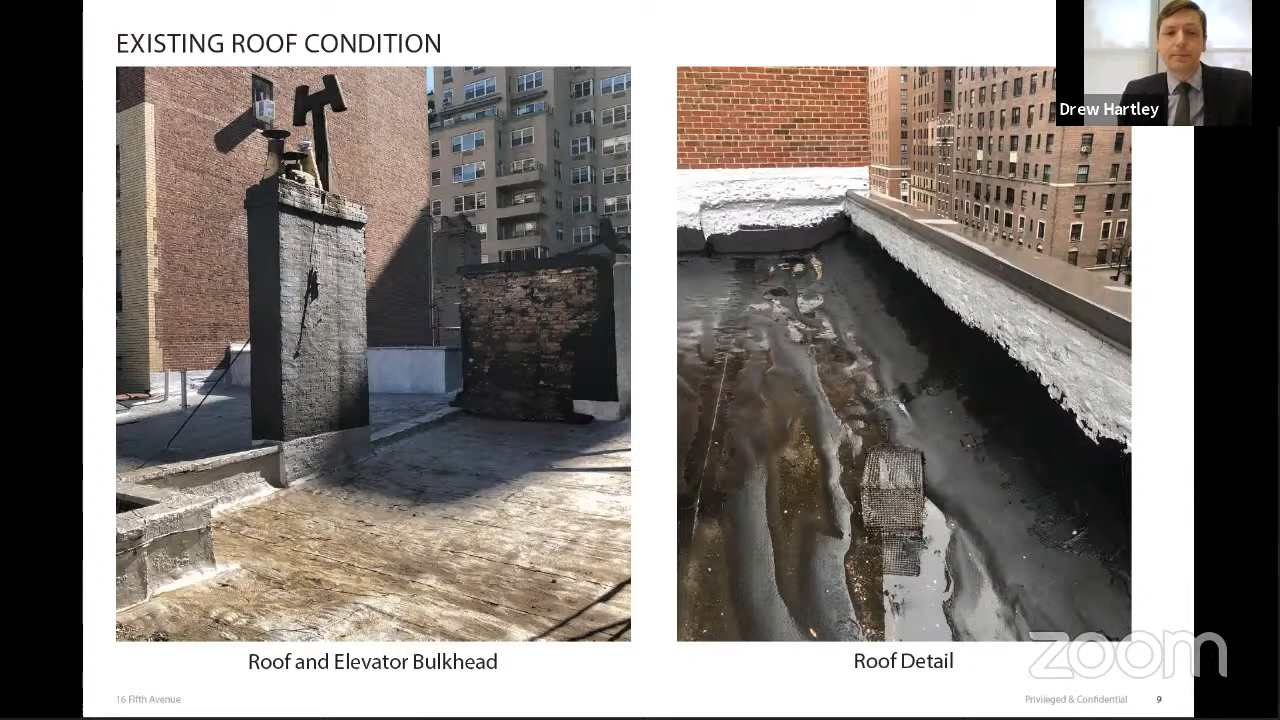 EXISTING ROOF CONDITION
Drew Hartley
Roof and Elevator Bulkhead
Roof Detail
zoom
16 Fifth Avenue
Privileged & Confidential
9